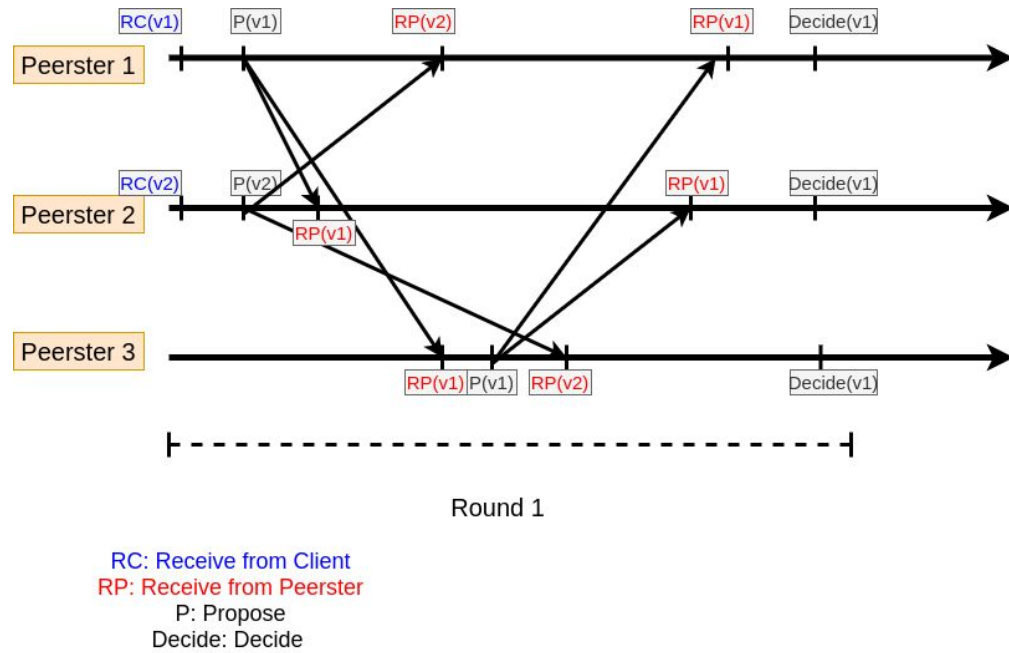 RC(v1) P(v1) RP(v2) RP(v1) Decide(v1)
Peerster 1
RC(v2) P(v2) RP(v1) Decide(v1)
Peerster 2
RP(v1)
Peerster 3
RP(v1) P(v1) RP(v2) Decide(v1)
Round 1
RC: Receive from Client
RP: Receive from Peerster
P: Propose
Decide: Decide